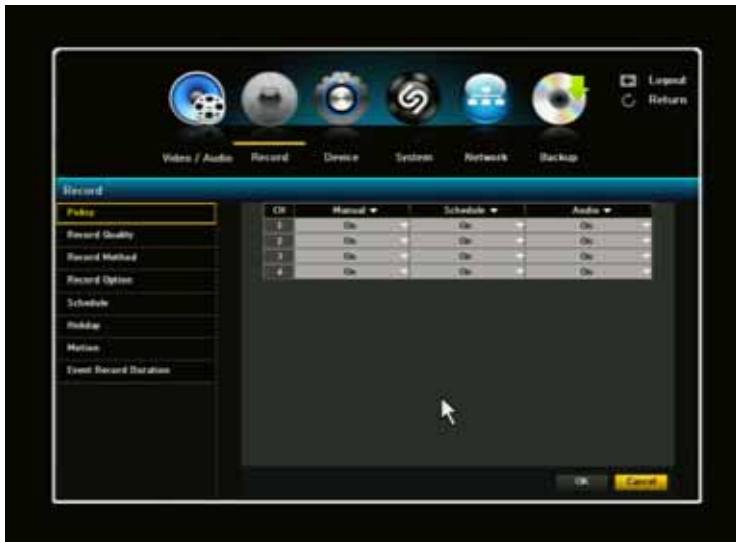 Logout
Return
Video / Audio Record Device System Network Backup
Record
Policy
Record Quality
Record Method
Record Option
Schedule
Holiday
Motion
Event Record Duration
CH Manual Schedule Audio
1 On On On
2 On On On
3 On On On
4 On On On
OK Cancel